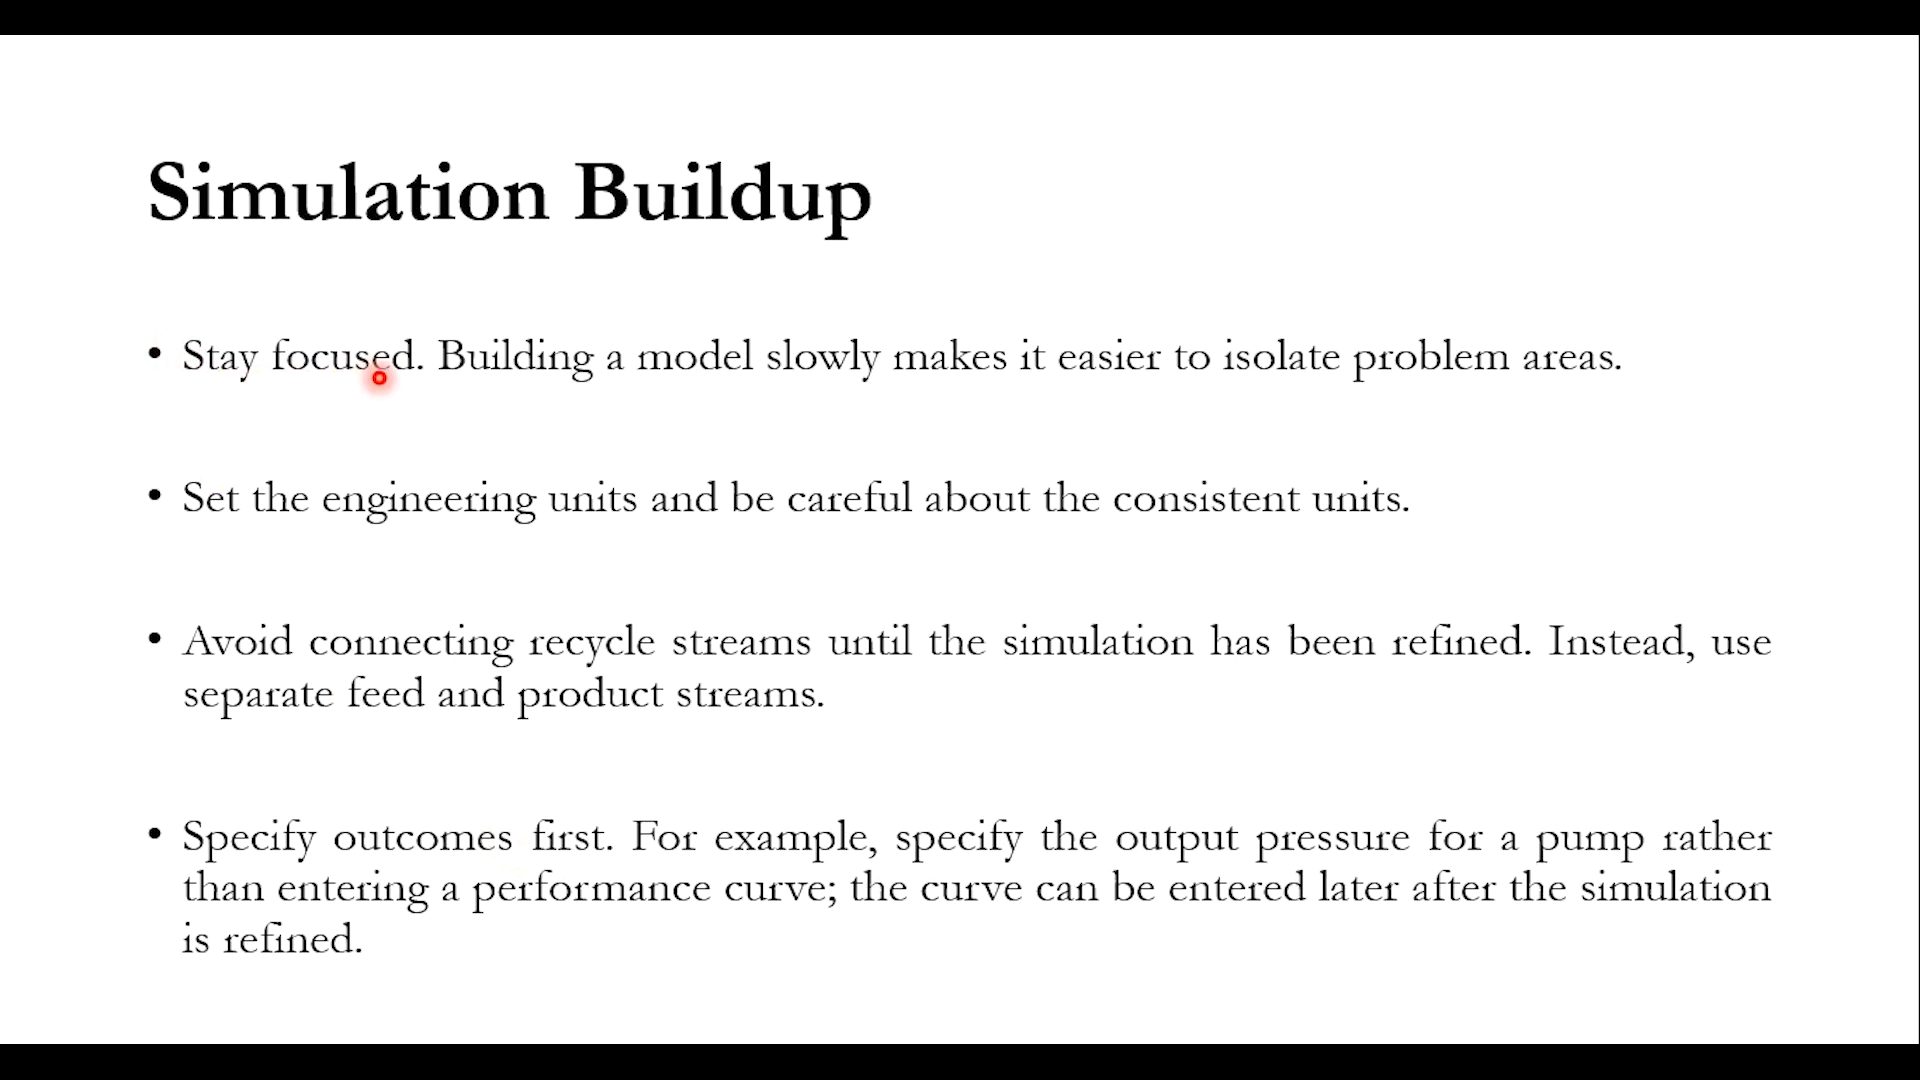 Simulation Buildup
• Stay focused. Building a model slowly makes it easier to isolate problem areas.
• Set the engineering units and be careful about the consistent units.
• Avoid connecting recycle streams until the simulation has been refined. Instead, use
separate feed and product streams.
• Specify outcomes first. For example, specify the output pressure for a pump rather
than entering a performance curve; the curve can be entered later after the simulation
is refined.